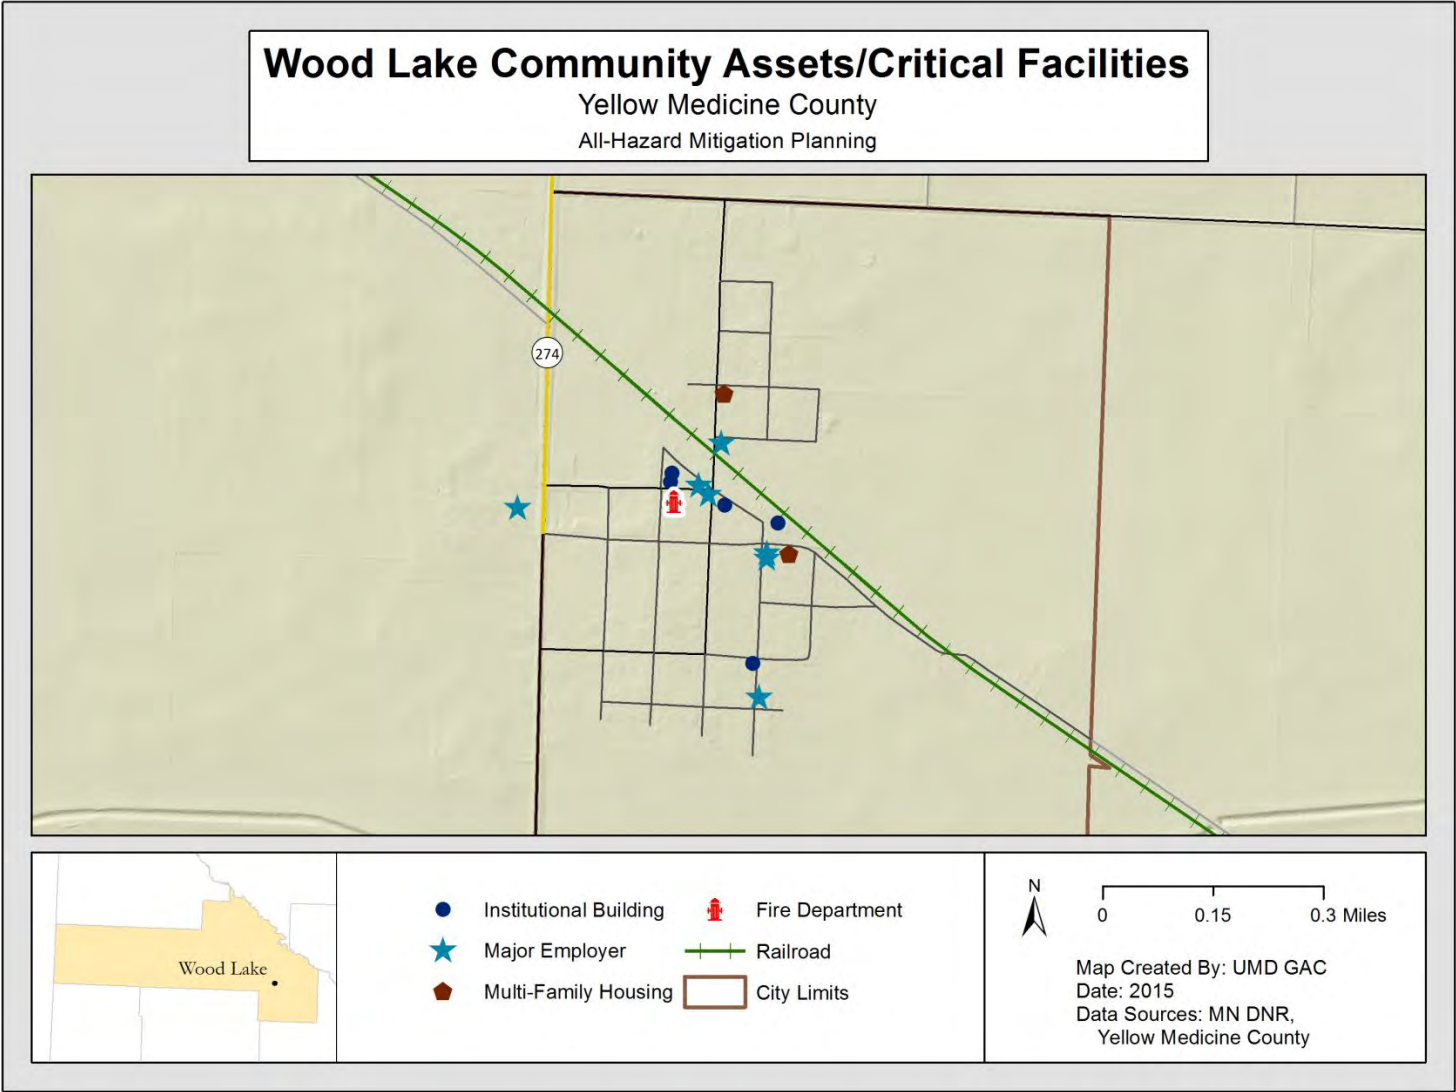 Wood Lake Community Assets/Critical Facilities
Yellow Medicine County
All-Hazard Mitigation Planning
274
Wood Lake
Institutional Building
Major Employer
Multi-Family Housing
Fire Department
Railroad
City Limits
N
0 0.15 0.3 Miles
Map Created By: UMD GAC
Date: 2015
Data Sources: MN DNR,
Yellow Medicine County